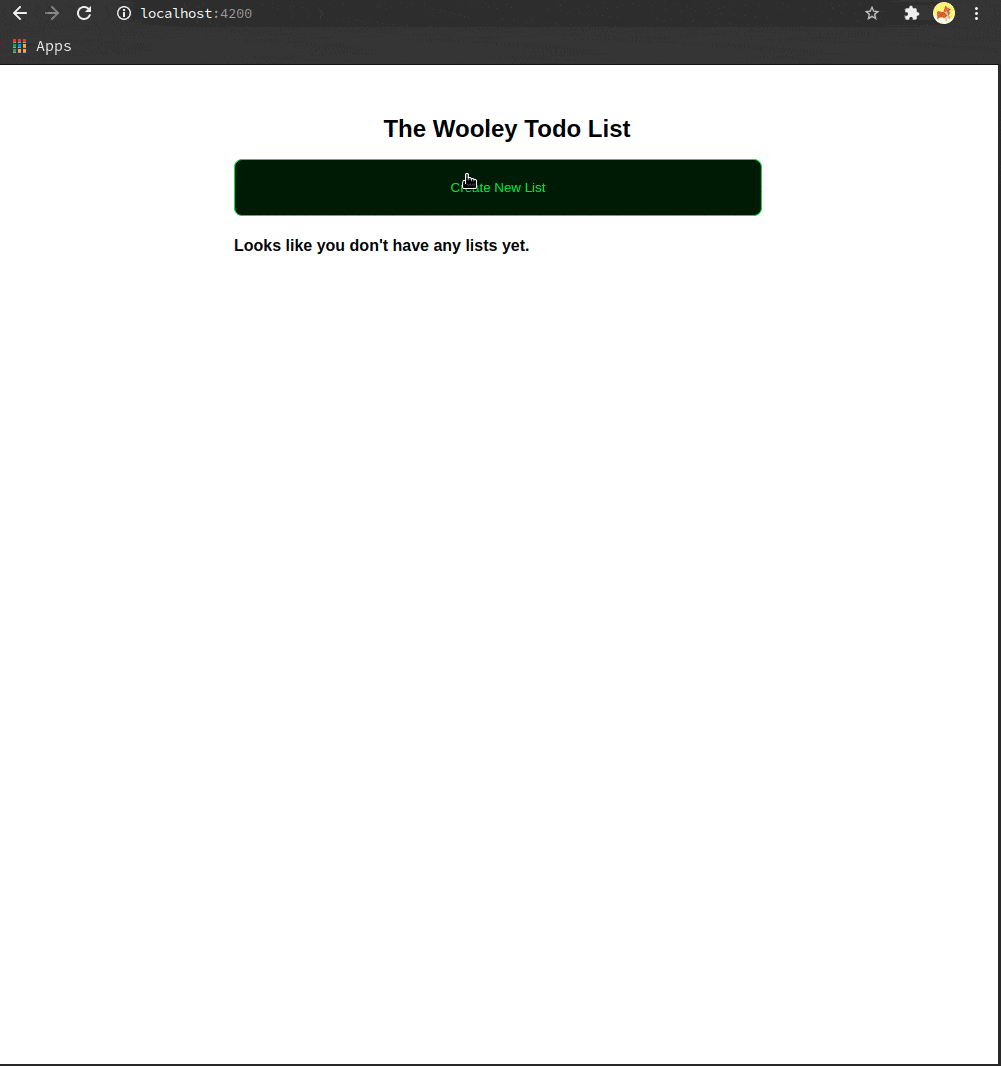 localhost:4200
Apps
The Wooley Todo List
Create New List
Looks like you don't have any lists yet.